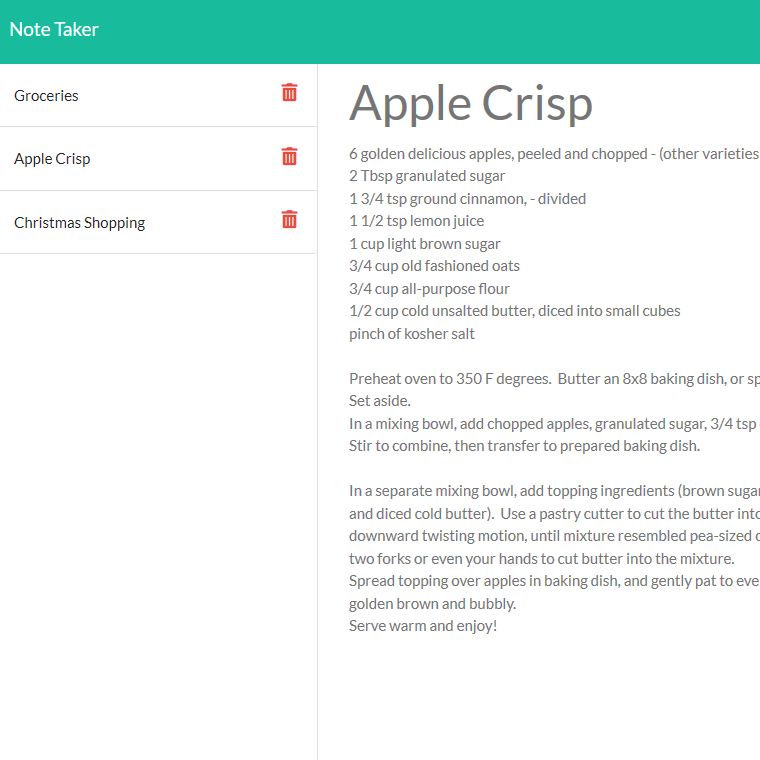 Note Taker
Groceries
Apple Crisp
Christmas Shopping
Apple Crisp
6 golden delicious apples, peeled and chopped - (other varieties
2 Tbsp granulated sugar
1 3/4 tsp ground cinnamon, - divided
1 1/2 tsp lemon juice
1 cup light brown sugar
3/4 cup old fashioned oats
3/4 cup all-purpose flour
1/2 cup cold unsalted butter, diced into small cubes
pinch of kosher salt
Preheat oven to 350 F degrees.  Butter an 8x8 baking dish, or
Set aside.
In a mixing bowl, add chopped apples, granulated sugar, 3/4 tsp
Stir to combine, then transfer to prepared baking dish.
In a separate mixing bowl, add topping ingredients (brown sugar
and diced cold butter).  Use a pastry cutter to cut the butter into
downward twisting motion, until mixture resembled pea-sized
two forks or even your hands to cut butter into the mixture.
Spread topping over apples in baking dish, and gently pat to
golden brown and bubbly.
Serve warm and enjoy!